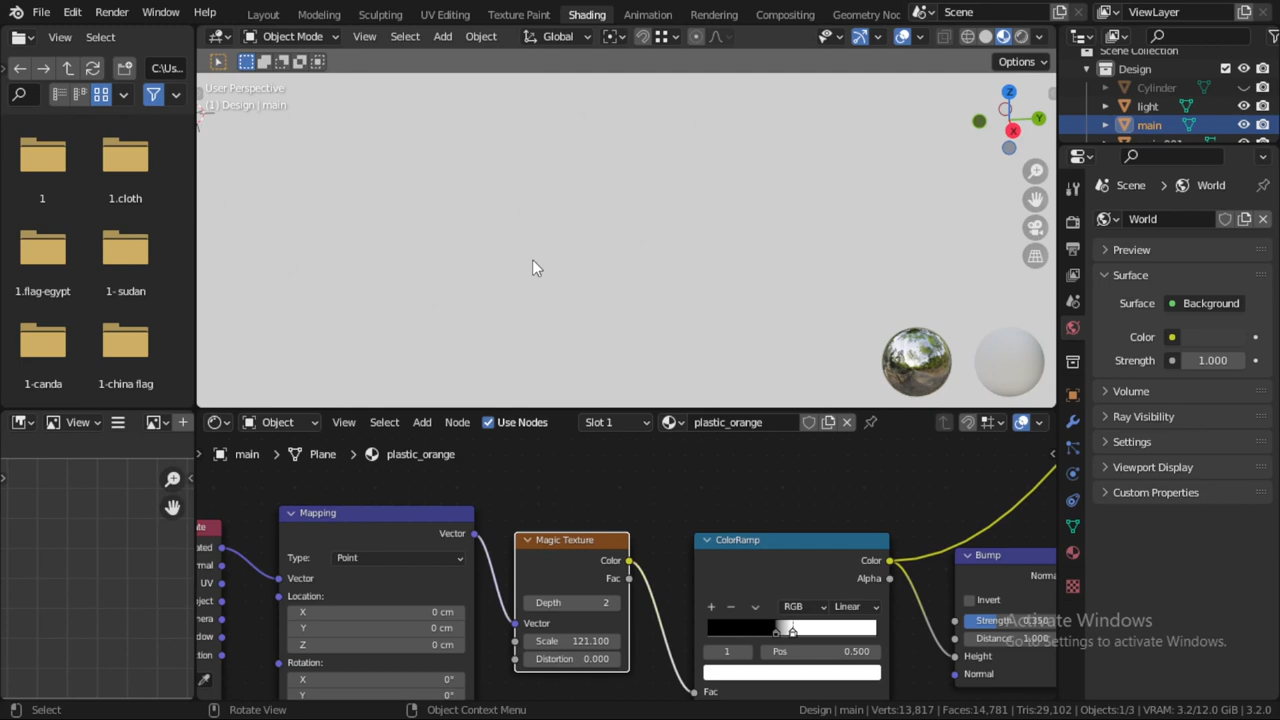 File Edit Render Window Help Layout Modeling Sculpting UV Editing Texture Paint Shading Animation Rendering Compositing Geometry Noc Scene ViewLayer
View Select Object Mode View Select Add Object Global
C:\Us... Options
User Perspective
(1) Design | main
Z
Y
X
1 1.cloth
1.flag-egypt 1- sudan
1-canda 1-china flag
Scene Collection
Design
Cylinder
light
main
Scene World
World
Preview
Surface
Surface Background
Color
Strength 1.000
Volume
Ray Visibility
Settings
Viewport Display
Custom Properties
View Object View Select Add Node Use Nodes Slot 1 plastic_orange
main Plane plastic_orange
Mapping
Vector
Type: Point
Vector
Location:
X 0 cm
Y 0 cm
Z 0 cm
Rotation:
X 0°
Y 0°
UV
Magic Texture
Color
Fac
Depth 2
Vector
Scale 121.100
Distortion 0.000
ColorRamp
Color
Alpha
RGB Linear
1 Pos 0.500
Fac
Bump
Invert
Strength 0.350
Distance 1.000
Height
Normal
Activate Windows
Go to Settings to activate Windows.
Select Rotate View Object Context Menu Design | main | Verts:13,817 | Faces:14,781 | Tris:29,102 | Objects:1/3 | VRAM: 3.2/12.0 GiB | 3.2.0